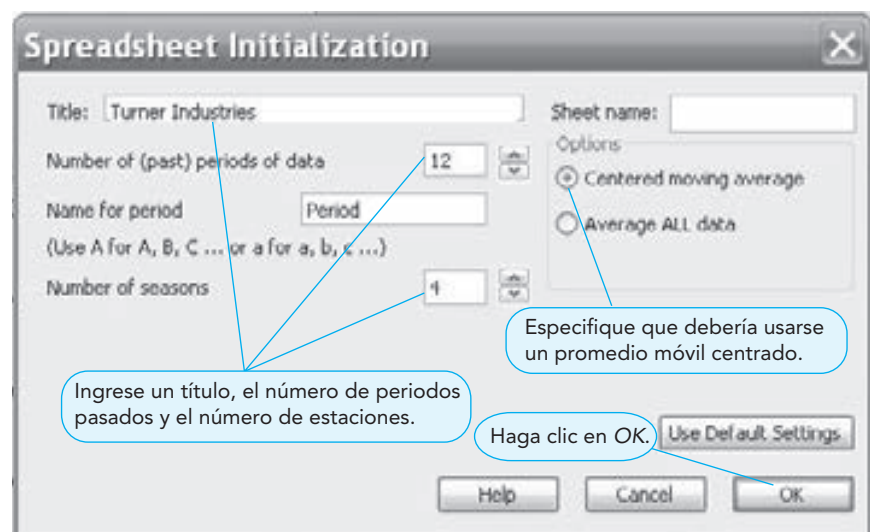 Spreadsheet Initialization
Title: Turner Industries
Sheet name:
Number of (past) periods of data 12
Options
Centered moving average
Name for period Period
Average ALL data
(Use A for A, B, C ... or a for a, b, c ...)
Number of seasons 4
Especifique que debería usarse
un promedio móvil centrado.
Ingrese un título, el número de periodos
pasados y el número de estaciones.
Haga clic en OK.
Use Default Settings
Help Cancel OK